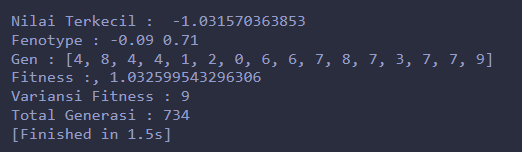 Nilai Terkecil :  -1.031570363853
Fenotype : -0.09 0.71
Gen : [4, 8, 4, 4, 1, 2, 0, 6, 6, 7, 8, 7, 3, 7, 7, 9]
Fitness :, 1.032599543296306
Variansi Fitness : 9
Total Generasi : 734
[Finished in 1.5s]